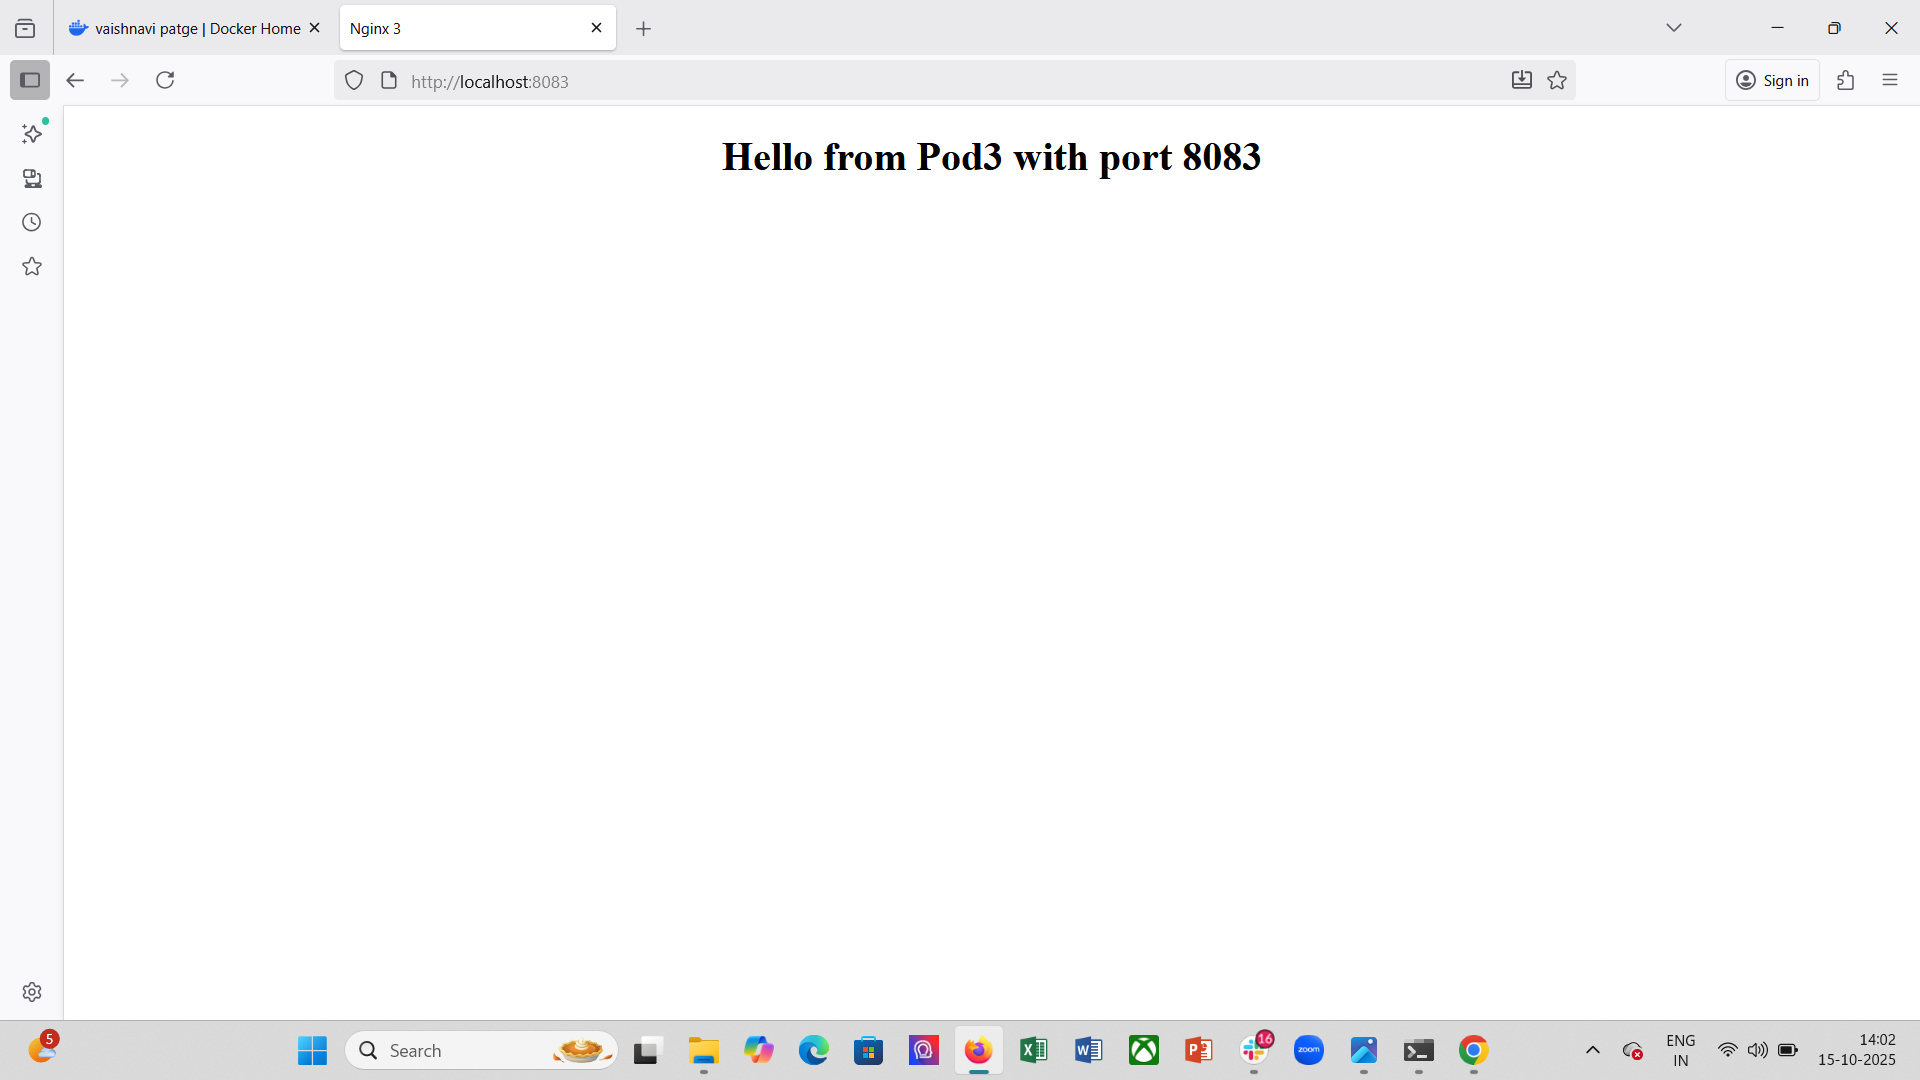 vaishnavi patge | Docker Home
Nginx 3
http://localhost:8083
Sign in
Hello from Pod3 with port 8083
5
Search
16
zoom
ENG
IN
14:02
15-10-2025